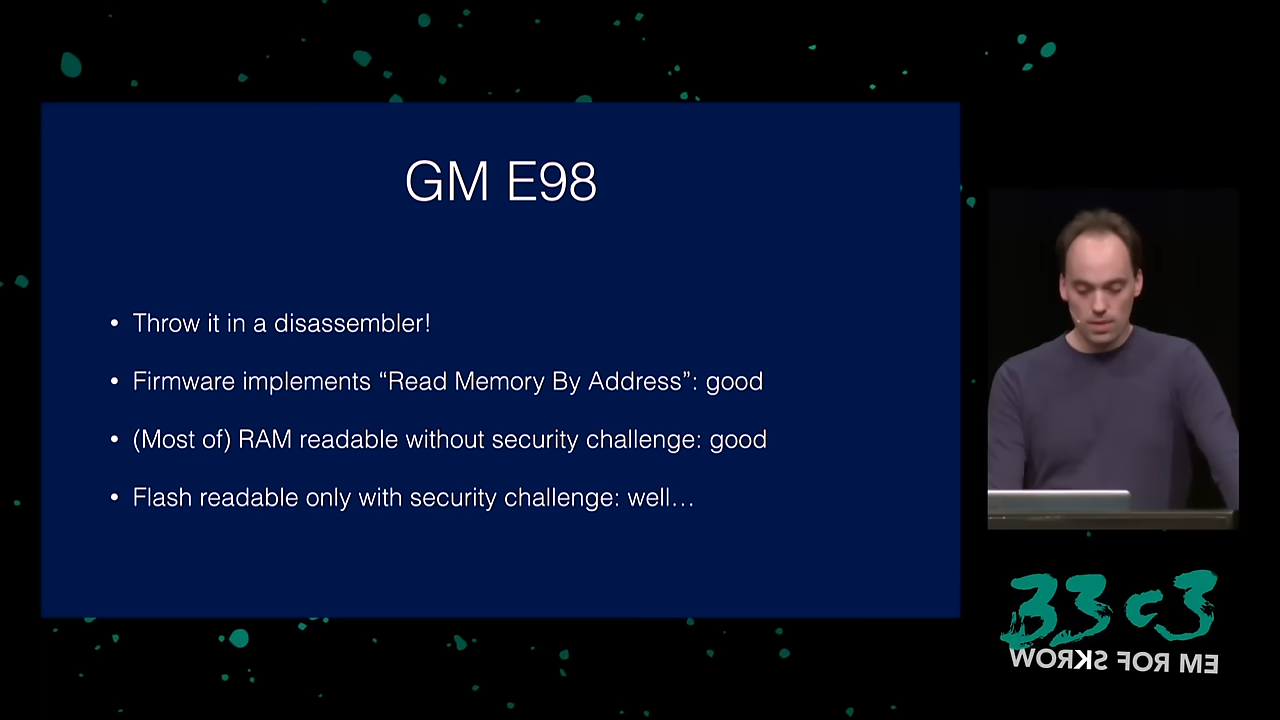 GM E98
• Throw it in a disassembler!
• Firmware implements “Read Memory By Address”: good
• (Most of) RAM readable without security challenge: good
• Flash readable only with security challenge: well…
33c3
WORKS FOR ME